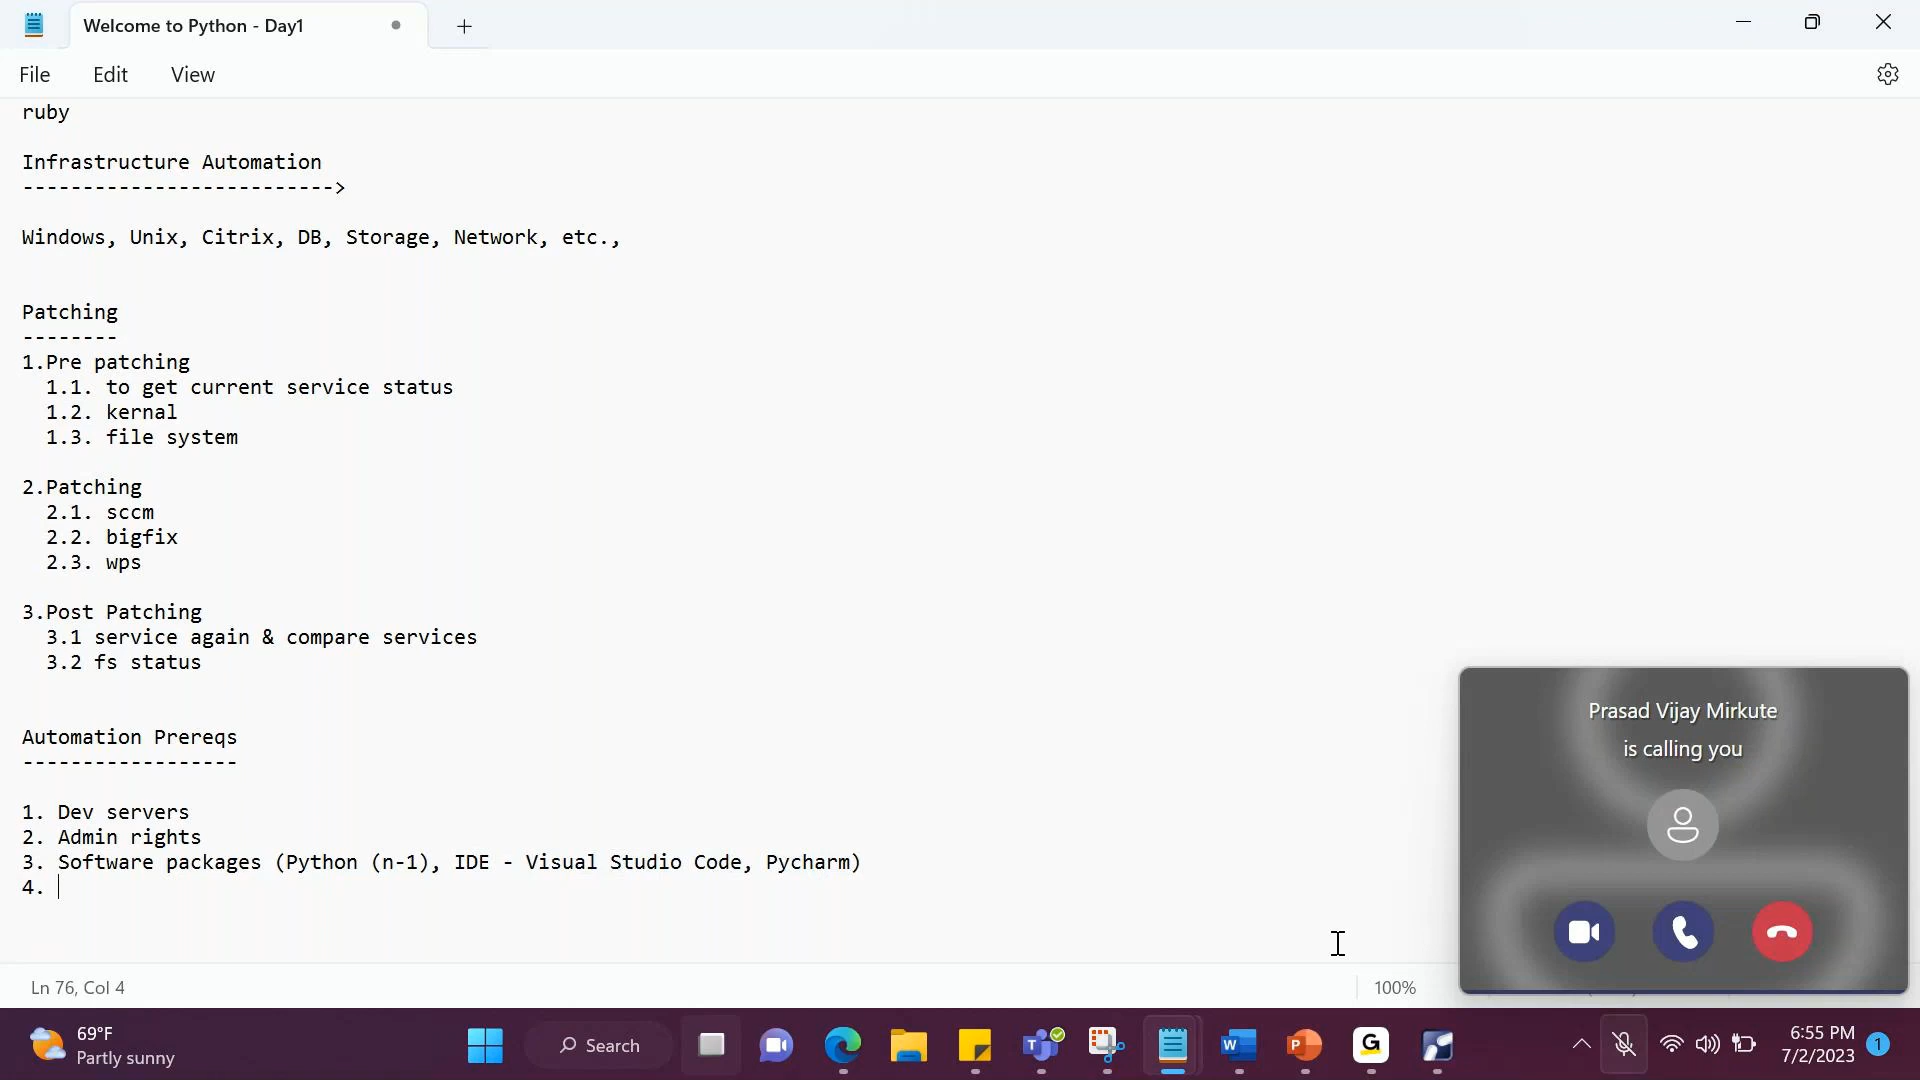 Welcome to Python - Day1
File Edit View
ruby
Infrastructure Automation
-------------------------->
Windows, Unix, Citrix, DB, Storage, Network, etc.,
Patching
--------
1.Pre patching
1.1. to get current service status
1.2. kernal
1.3. file system
2.Patching
2.1. sccm
2.2. bigfix
2.3. wps
3.Post Patching
3.1 service again & compare services
3.2 fs status
Automation Prereqs
------------------
1. Dev servers
2. Admin rights
3. Software packages (Python (n-1), IDE - Visual Studio Code, Pycharm)
4.
Prasad Vijay Mirkute
is calling you
Ln 76, Col 4
100%
69°F
Partly sunny
Search
6:55 PM
7/2/2023
1